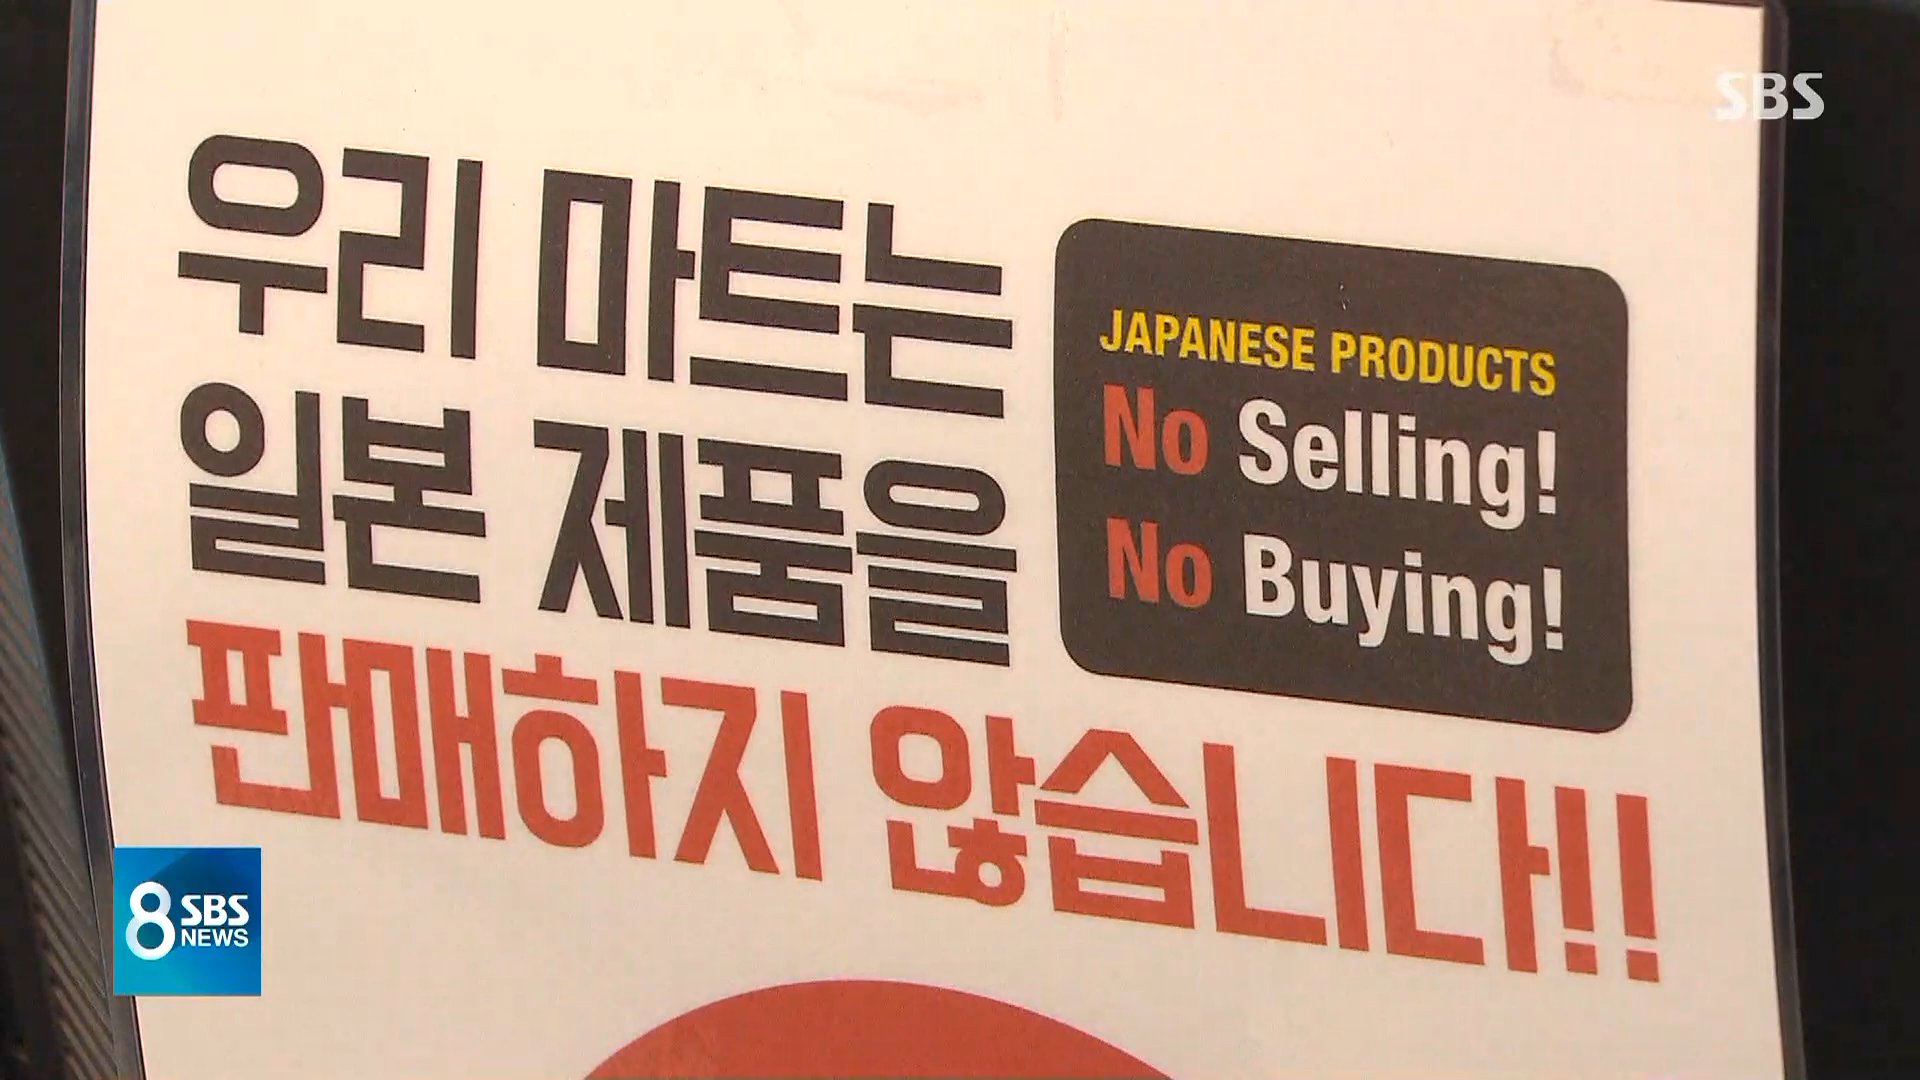 SBS
우리 마트는
일본 제품을
판매하지 않습니다!!
JAPANESE PRODUCTS
No Selling!
No Buying!
8 SBS
NEWS